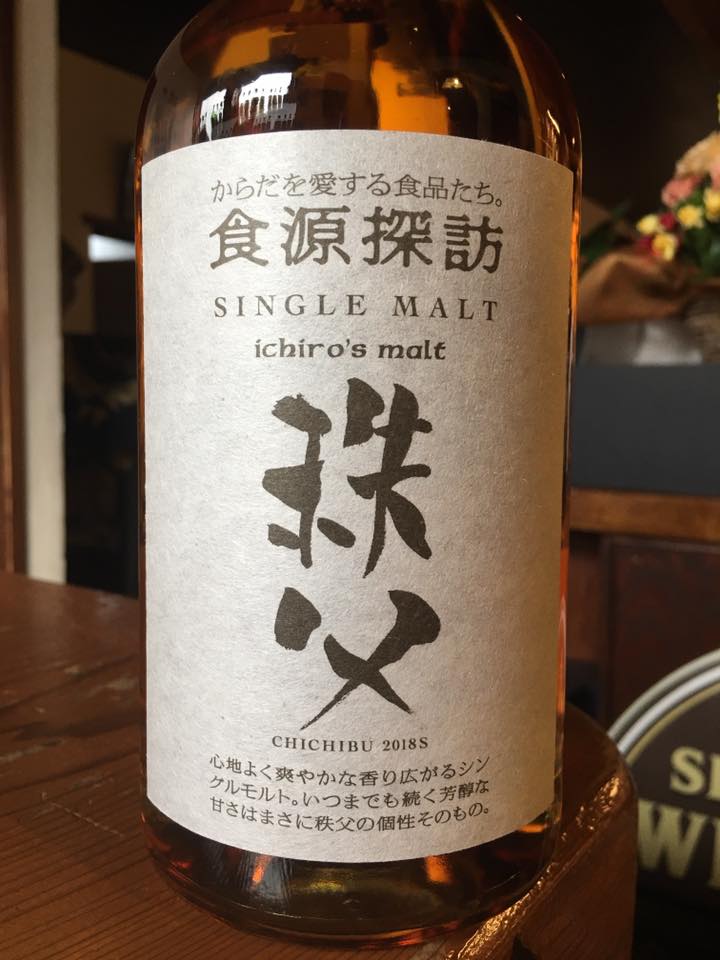 からだを愛する食品たち。
食源探訪
SINGLE MALT
ichiro's malt
秩父
CHICHIBU 2018S
心地よく爽やかな香り広がるシン
グルモルト。いつまでも続く芳醇な
甘さはまさに秩父の個性そのもの。